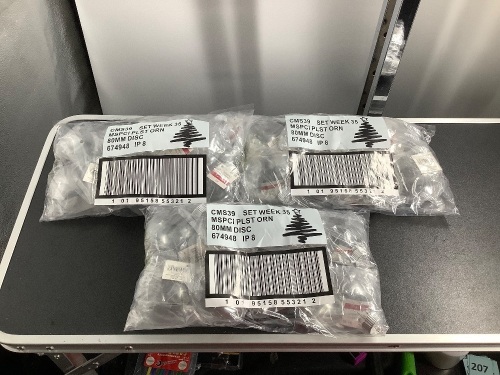 CMS39 SET WEEK 35
MSPCI PLST ORN
80MM DISC
674948 IP 8
1 01 95158 55321 2
CMS39 SET WEEK 35
MSPCI PLST ORN
80MM DISC
674948 IP 8
1 01 95158 55321 2
CMS39 SET WEEK 35
MSPCI PLST ORN
80MM DISC
674948 IP 8
1 01 95158 55321 2
207